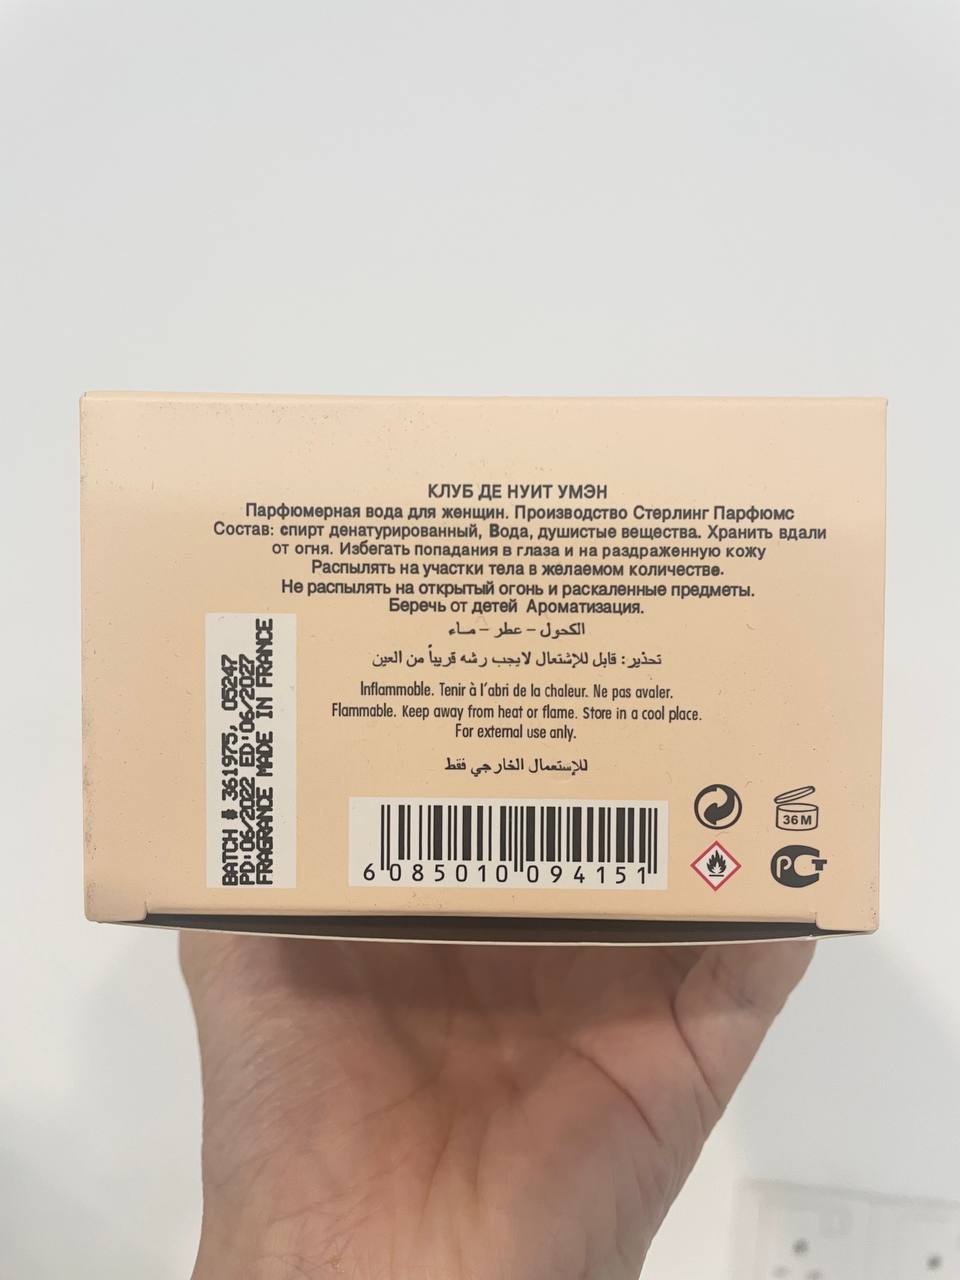 КЛУБ ДЕ НУИТ УМЭН
Парфюмерная вода для женщин. Производство Стерлинг Парфюмс
Состав: спирт денатурированный, Вода, душистые вещества. Хранить вдали
от огня. Избегать попадания в глаза и на раздраженную кожу
Распылять на участки тела в желаемом количестве.
Не распылять на открытый огонь и раскаленные предметы.
Беречь от детей Ароматизация.
الكحول - عطر - ماء
تحذير: قابل للإشتعال لايجب رشه قريباً من العين
Inflammoble. Tenir à l'abri de la chaleur. Ne pas avaler.
Flammable. Keep away from heat or flame. Store in a cool place.
For external use anly.
للإستعمال الخارجي فقط
BATCH # 361975, 05247
PD:06/2022 ED:06/2027
FRAGRANCE MADE IN FRANCE
6 085010 094151
36 M
РСТ